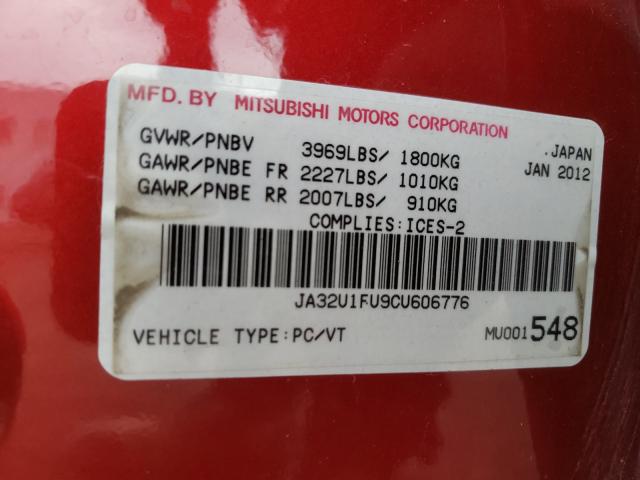 MFD. BY MITSUBISHI MOTORS CORPORATION
GVWR/PNBV 3969LBS/ 1800KG JAPAN
GAWR/PNBE FR 2227LBS/ 1010KG JAN 2012
GAWR/PNBE RR 2007LBS/ 910KG
COMPLIES:ICES-2
JA32U1FU9CU606776
VEHICLE TYPE:PC/VT MU001548